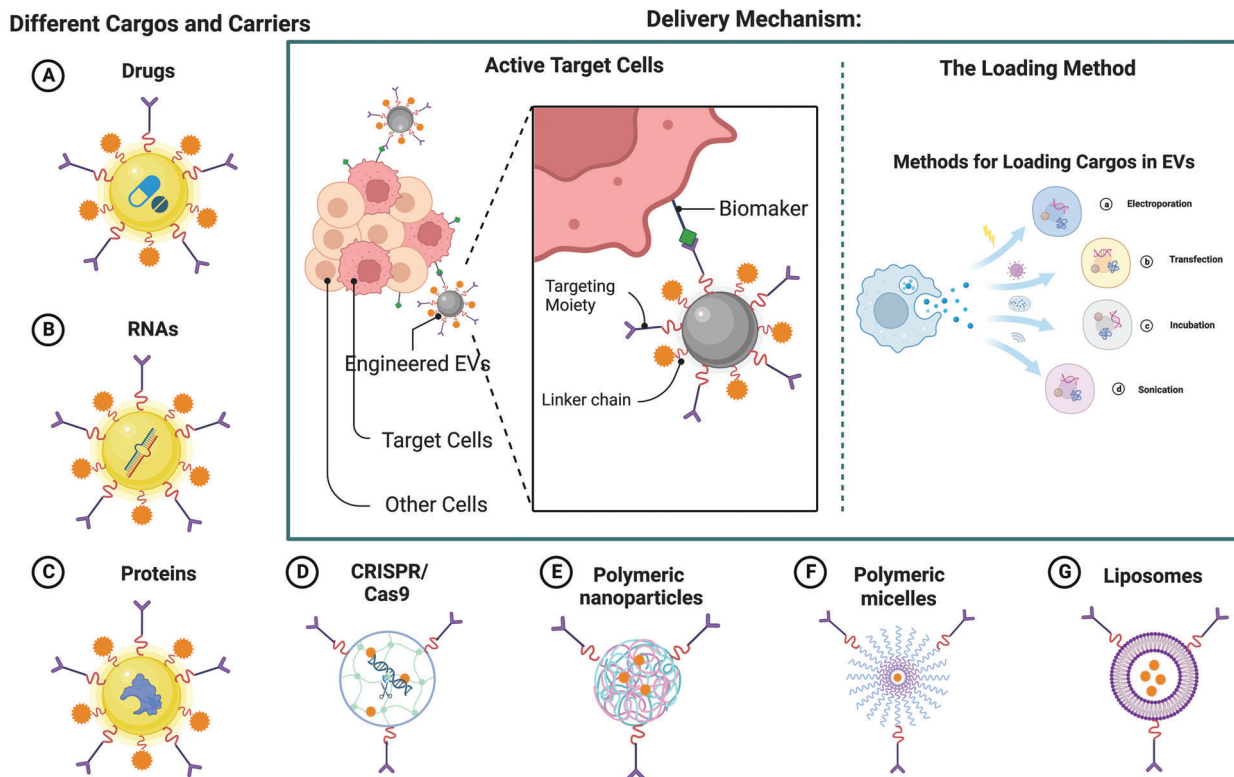 Different Cargos and Carriers
Delivery Mechanism:
A
Drugs
B
RNAs
C
Proteins
Active Target Cells
Engineered EVs
Target Cells
Other Cells
Biomaker
Targeting
Moiety
Linker chain
The Loading Method
Methods for Loading Cargos in EVs
a Electroporation
b Transfection
c Incubation
d Sonication
D
CRISPR/
Cas9
E
Polymeric
nanoparticles
F
Polymeric
micelles
G
Liposomes